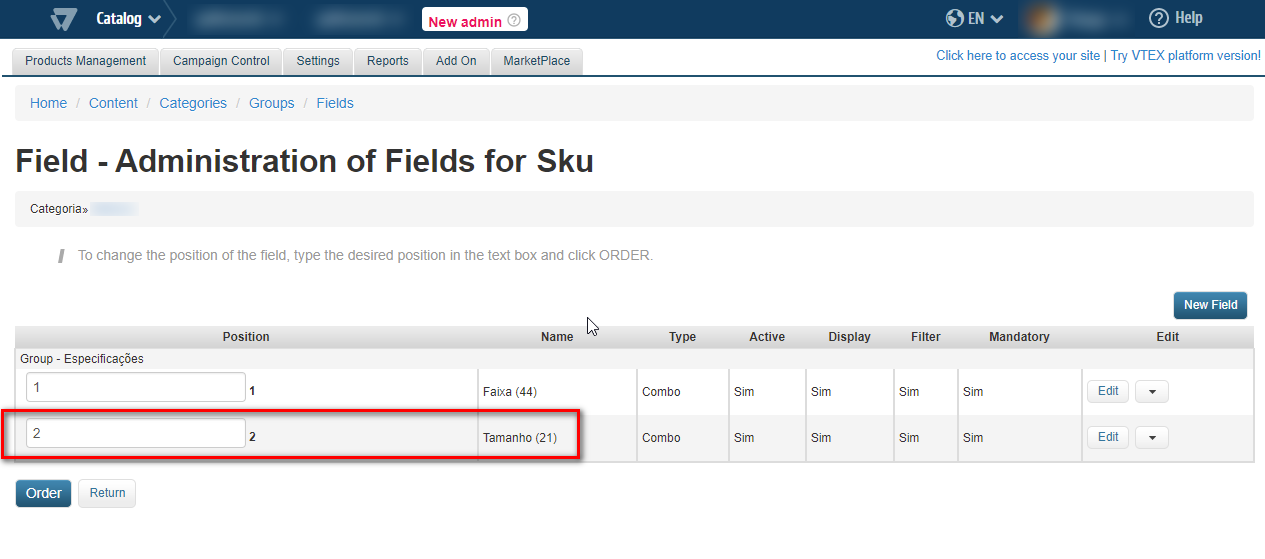 Catalog New admin EN Help
Products Management Campaign Control Settings Reports Add On MarketPlace Click here to access your site | Try VTEX platform version!
Home / Content / Categories / Groups / Fields
Field - Administration of Fields for Sku
Categoria»
To change the position of the field, type the desired position in the text box and click ORDER.
New Field
Position Name Type Active Display Filter Mandatory Edit
Group - Especificações
1 1 Faixa (44) Combo Sim Sim Sim Sim Edit
2 2 Tamanho (21) Combo Sim Sim Sim Sim Edit
Order Return